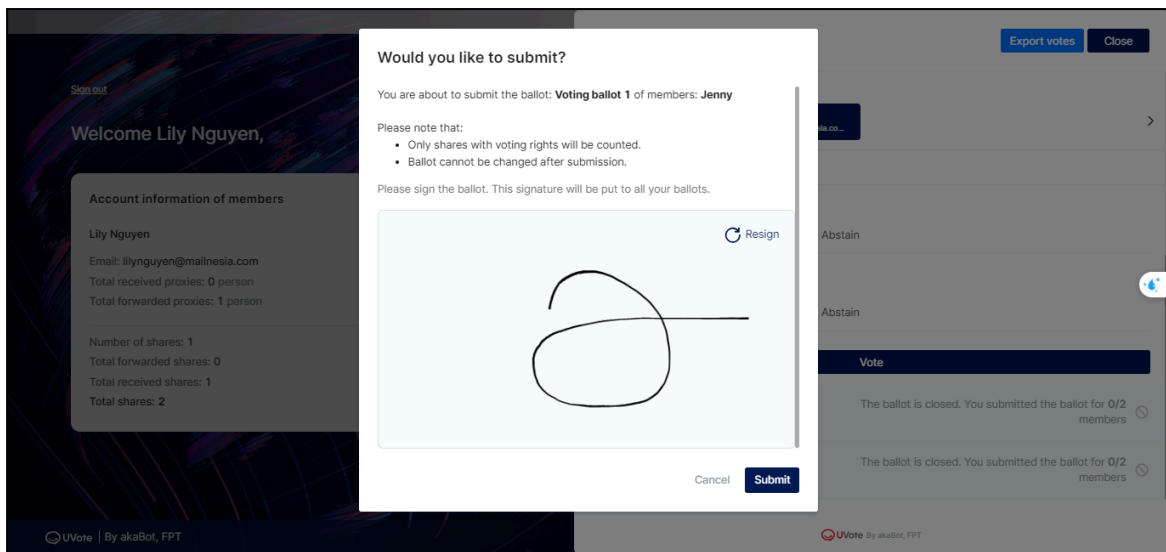 Sign out
Welcome Lily Nguyen,
Account information of members
Lily Nguyen
Email: lilynguyen@mailnesia.com
Total received proxies: 0 person
Total forwarded proxies: 1 person
Number of shares: 1
Total forwarded shares: 0
Total received shares: 1
Total shares: 2
UVote | By akaBot, FPT
Would you like to submit?
You are about to submit the ballot: Voting ballot 1 of members: Jenny
Please note that:
• Only shares with voting rights will be counted.
• Ballot cannot be changed after submission.
Please sign the ballot. This signature will be put to all your ballots.
Resign
Cancel
Submit
Export votes
Close
sia.co...
Abstain
Abstain
Vote
The ballot is closed. You submitted the ballot for 0/2
members
The ballot is closed. You submitted the ballot for 0/2
members
UVote By akaBot, FPT